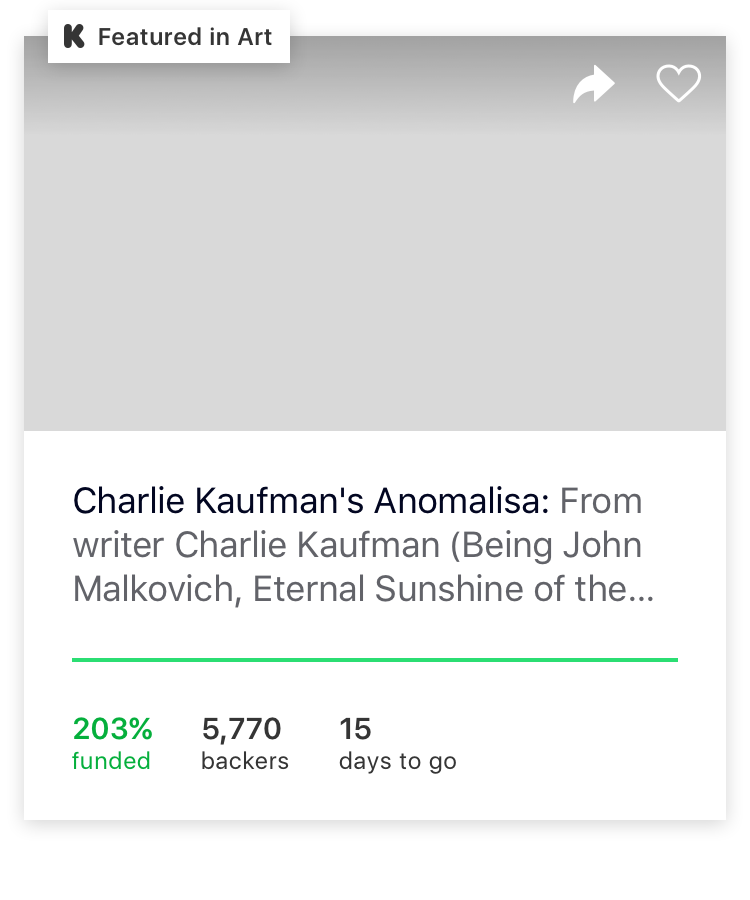 Featured in Art
Charlie Kaufman's Anomalisa: From
writer Charlie Kaufman (Being John
Malkovich, Eternal Sunshine of the...
203% 5,770 15
funded backers days to go